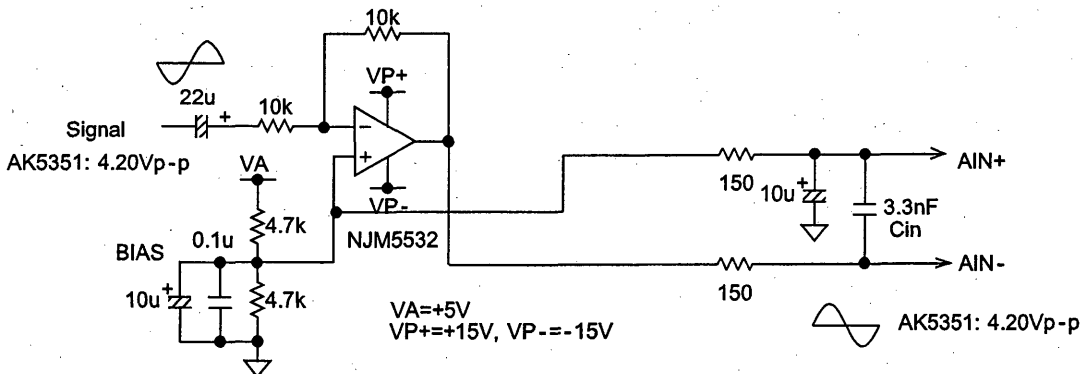 10k
VP+
22u
+
10k
Signal
−
AK5351: 4.20Vp-p
+
AIN+
VA
150
+
10u
VP-
3.3nF
Cin
4.7k
NJM5532
0.1u
BIAS
AIN-
+
10u
4.7k
150
VA=+5V
VP+=+15V, VP-=-15V
AK5351: 4.20Vp-p